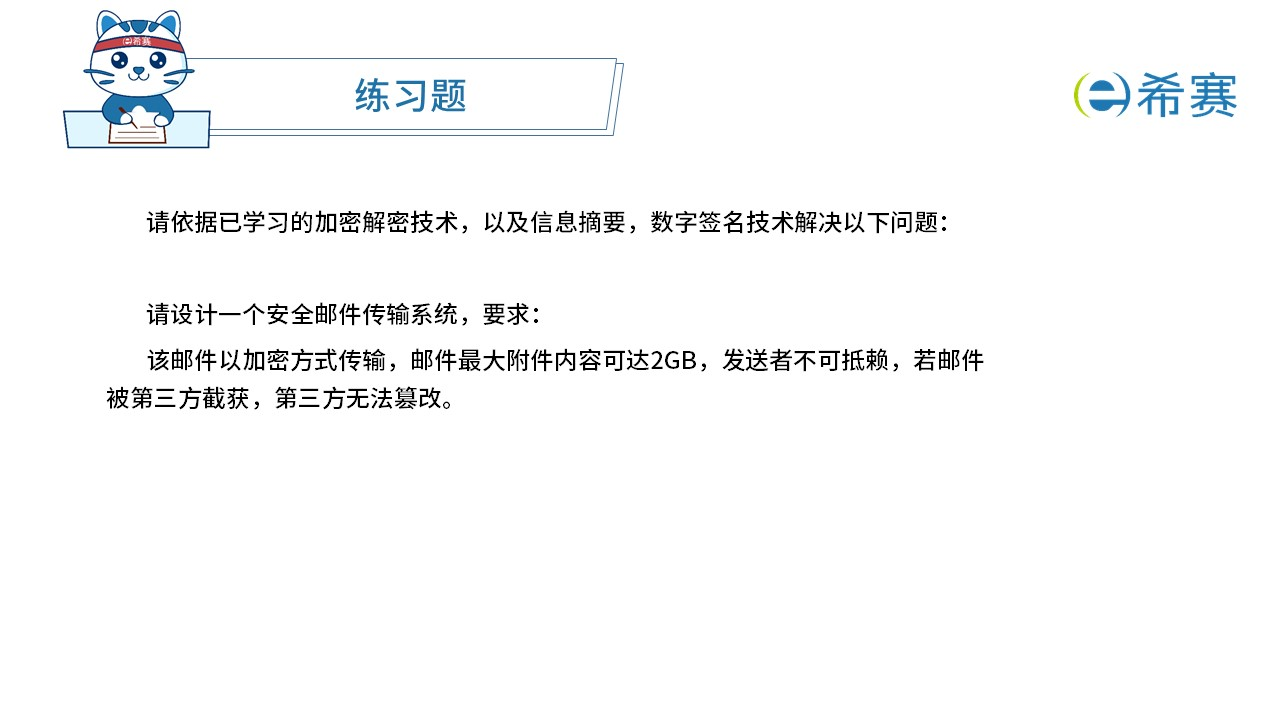 希赛
练习题
希赛
请依据已学习的加密解密技术，以及信息摘要，数字签名技术解决以下问题：
请设计一个安全邮件传输系统，要求：
该邮件以加密方式传输，邮件最大附件内容可达2GB，发送者不可抵赖，若邮件
被第三方截获，第三方无法篡改。